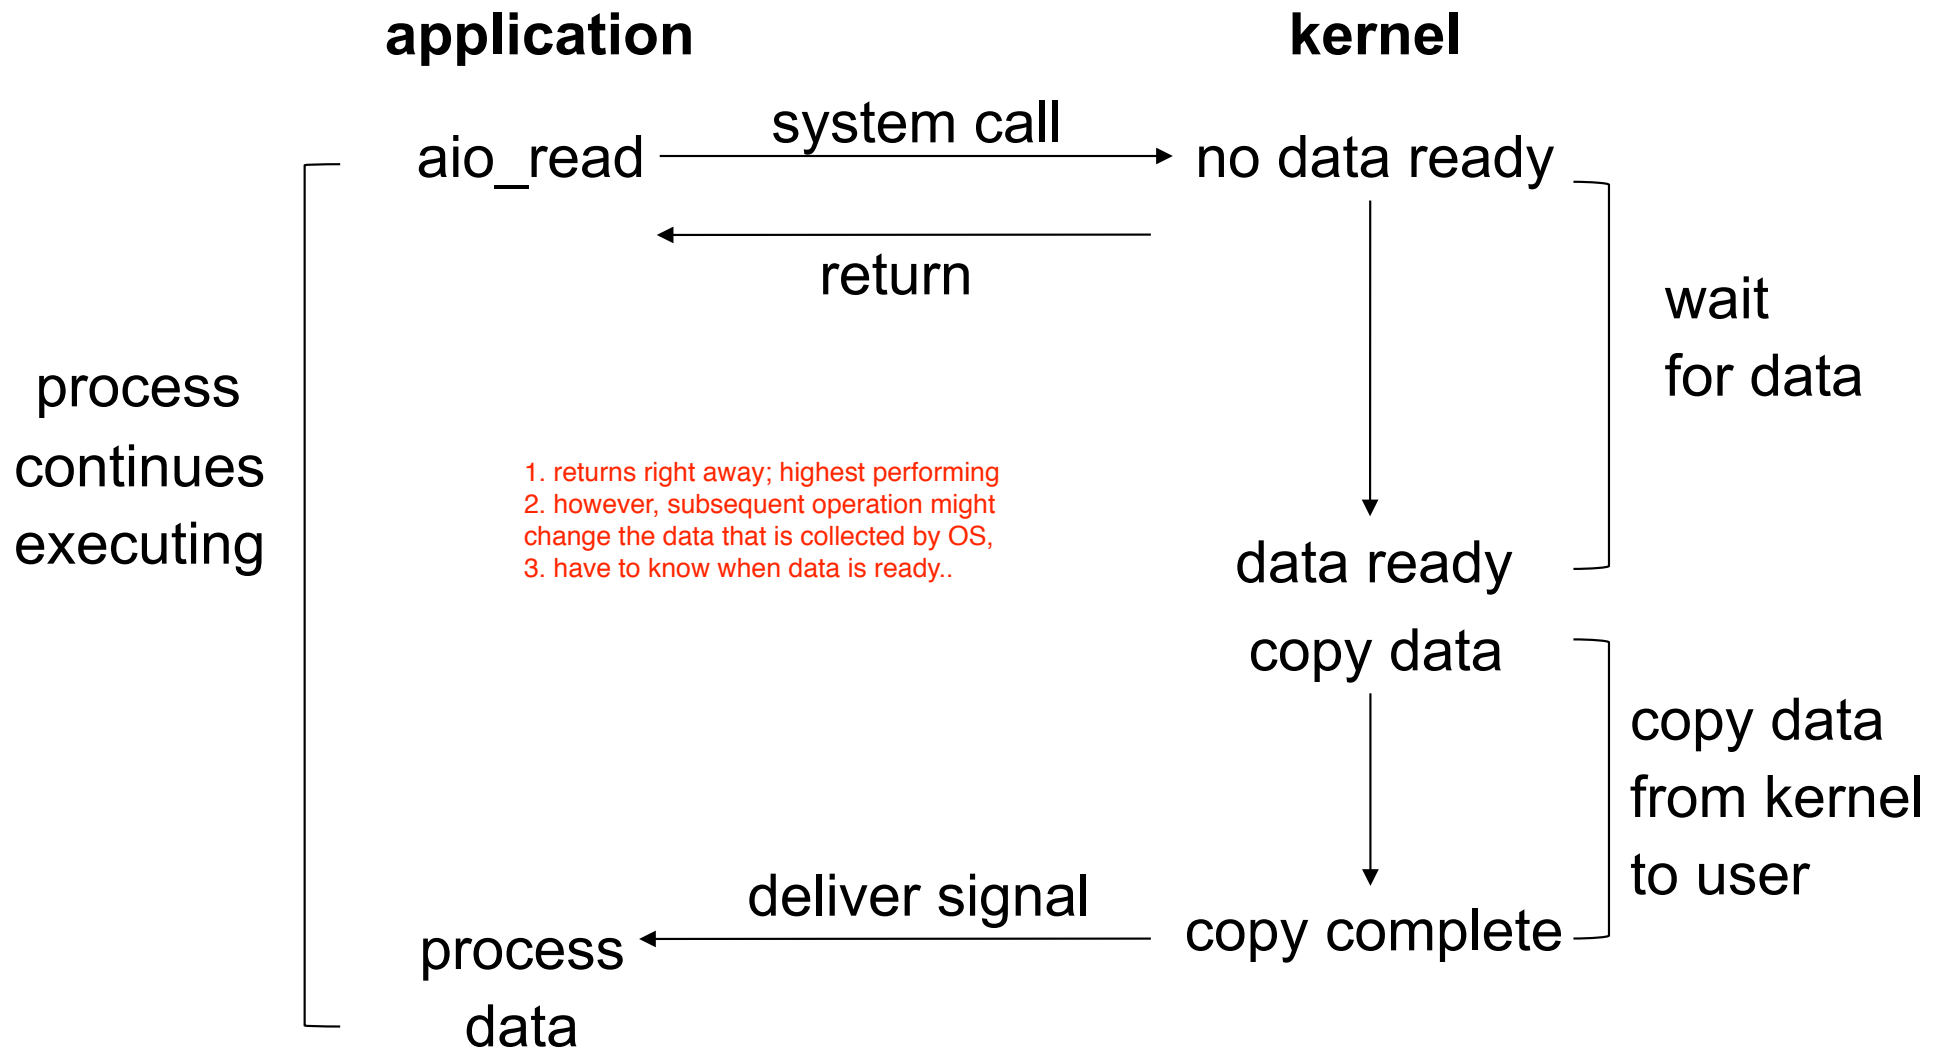 application
kernel
system call
aio_read
no data ready
return
wait
for data
process
continues
executing
1. returns right away; highest performing
2. however, subsequent operation might
change the data that is collected by OS,
3. have to know when data is ready..
data ready
copy data
copy data
from kernel
to user
deliver signal
copy complete
process
data